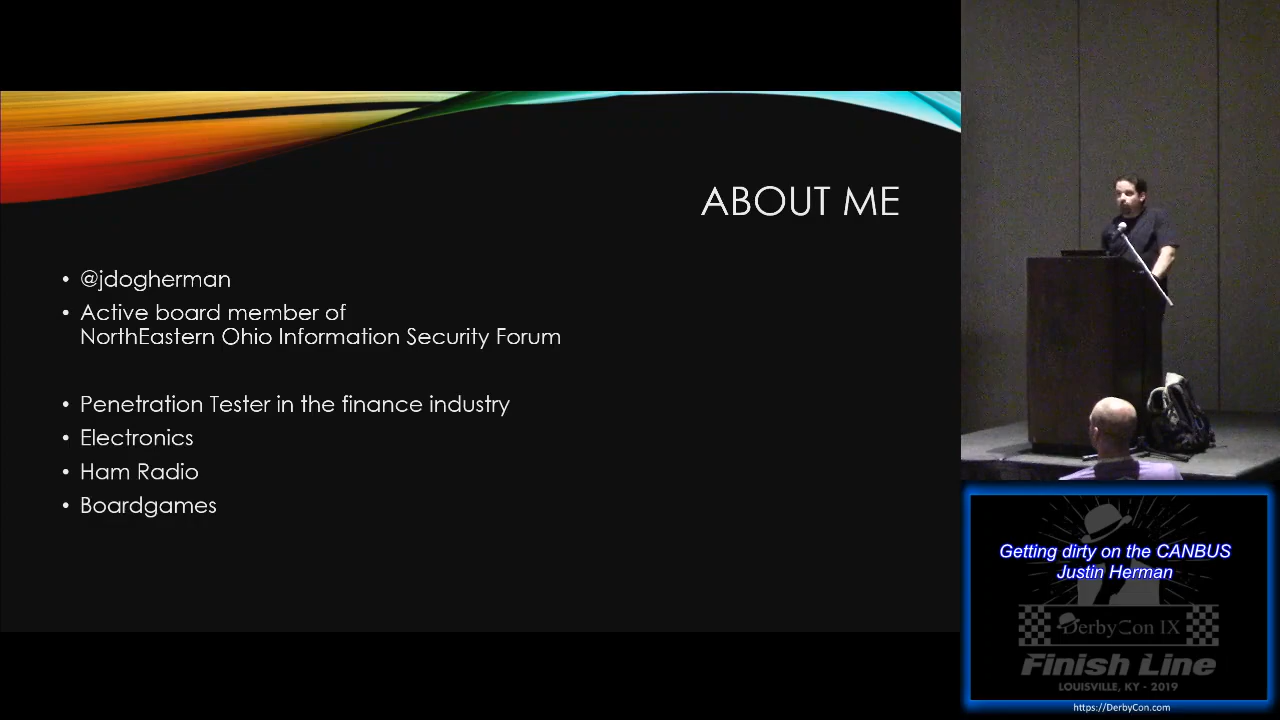 ABOUT ME
• @jdogherman
• Active board member of
NorthEastern Ohio Information Security Forum
• Penetration Tester in the finance industry
• Electronics
• Ham Radio
• Boardgames
Getting dirty on the CANBUS
Justin Herman
DerbyCon IX
Finish Line
LOUISVILLE, KY - 2019
https://DerbyCon.com